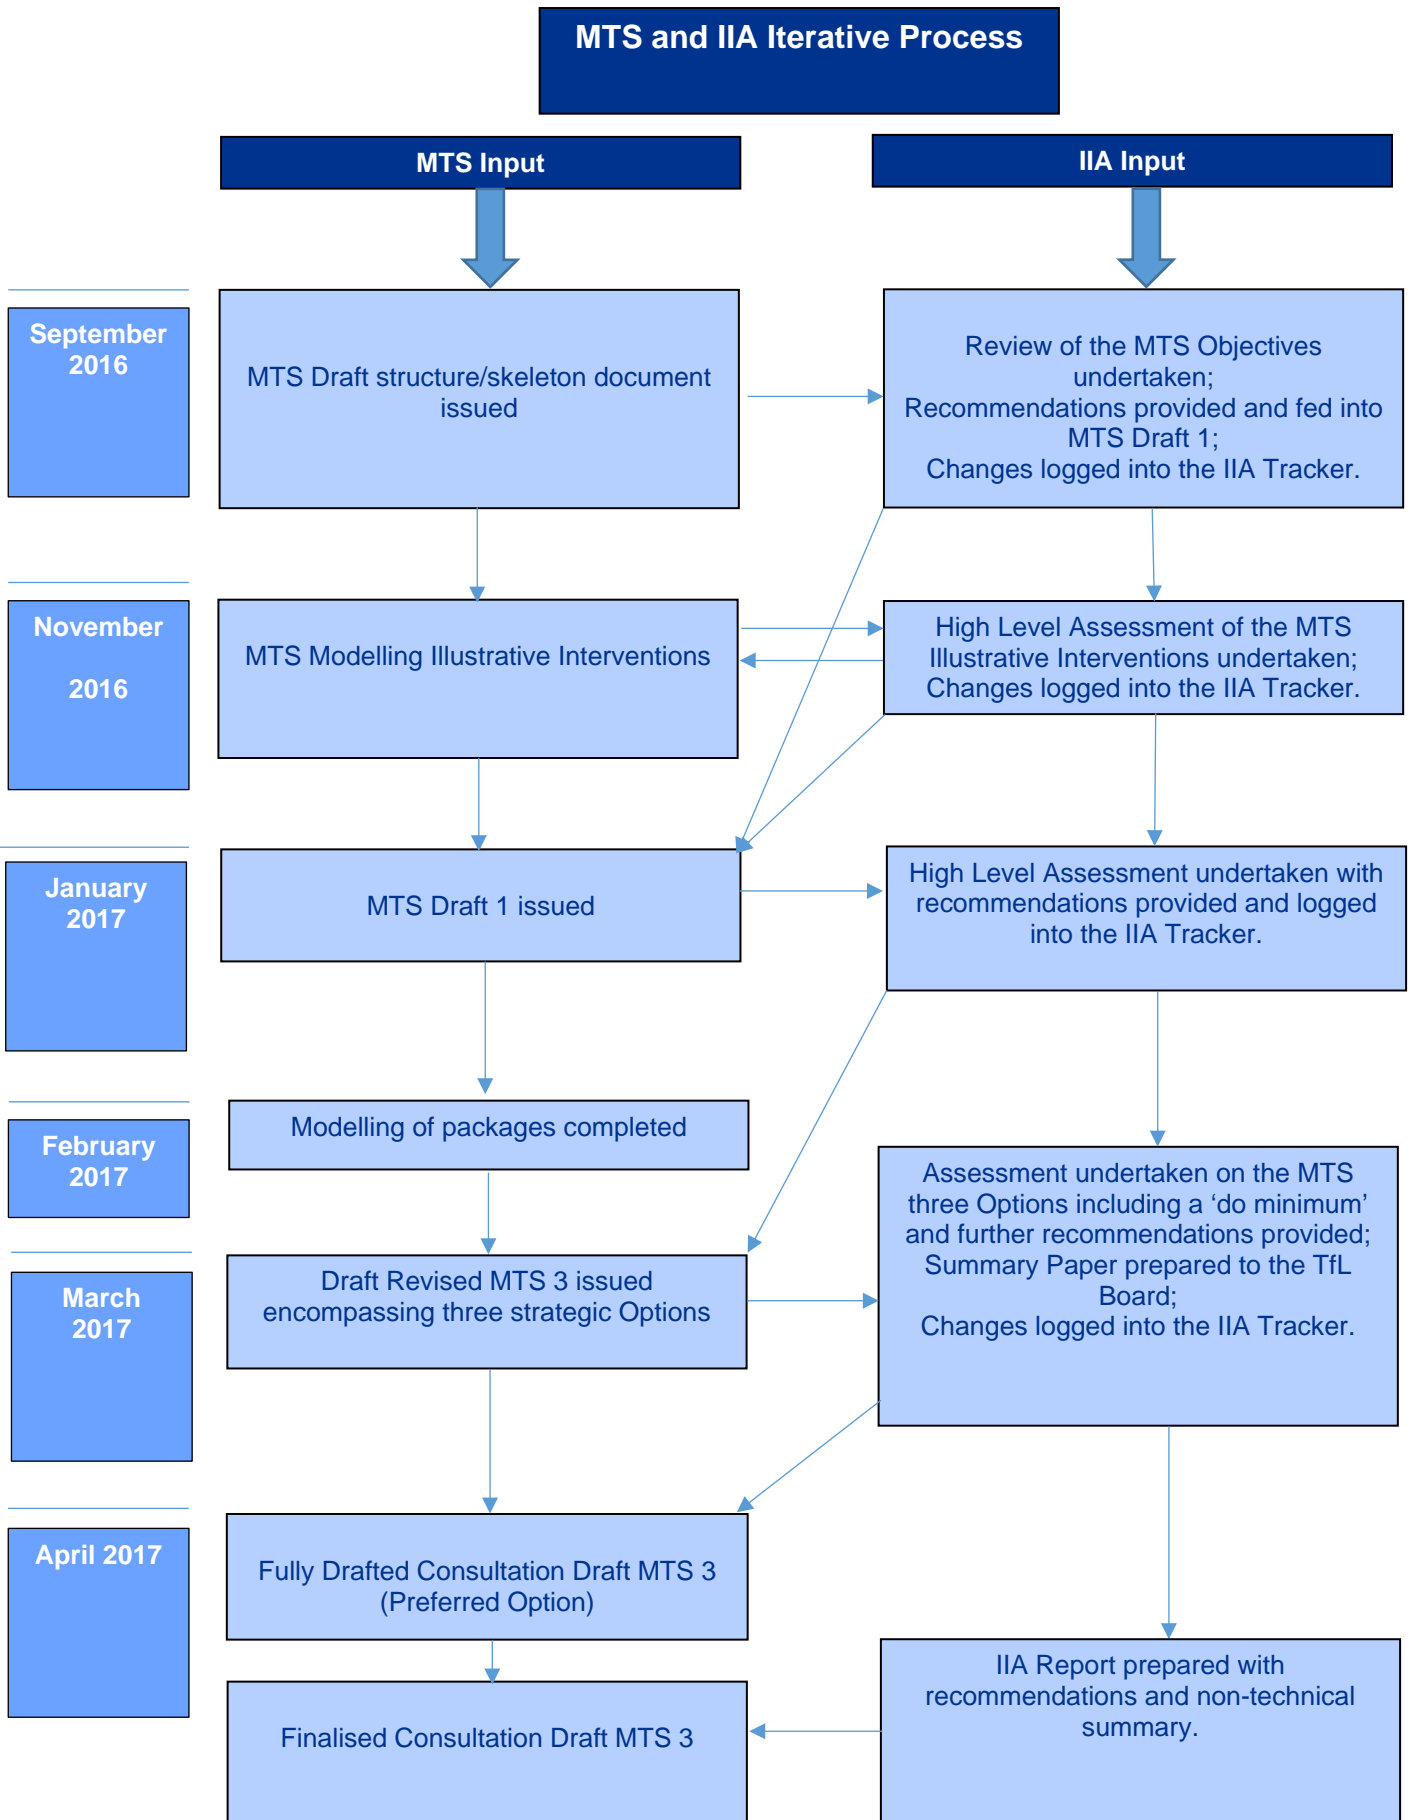 MTS and IIA Iterative Process
MTS Input
IIA Input
September
2016
MTS Draft structure/skeleton document
issued
Review of the MTS Objectives
undertaken;
Recommendations provided and fed into
MTS Draft 1;
Changes logged into the IIA Tracker.
November
2016
MTS Modelling Illustrative Interventions
High Level Assessment of the MTS
Illustrative Interventions undertaken;
Changes logged into the IIA Tracker.
January
2017
MTS Draft 1 issued
High Level Assessment undertaken with
recommendations provided and logged
into the IIA Tracker.
February
2017
Modelling of packages completed
Assessment undertaken on the MTS
three Options including a ‘do minimum’
and further recommendations provided;
Summary Paper prepared to the TfL
Board;
Changes logged into the IIA Tracker.
March
2017
Draft Revised MTS 3 issued
encompassing three strategic Options
April 2017
Fully Drafted Consultation Draft MTS 3
(Preferred Option)
IIA Report prepared with
recommendations and non-technical
summary.
Finalised Consultation Draft MTS 3